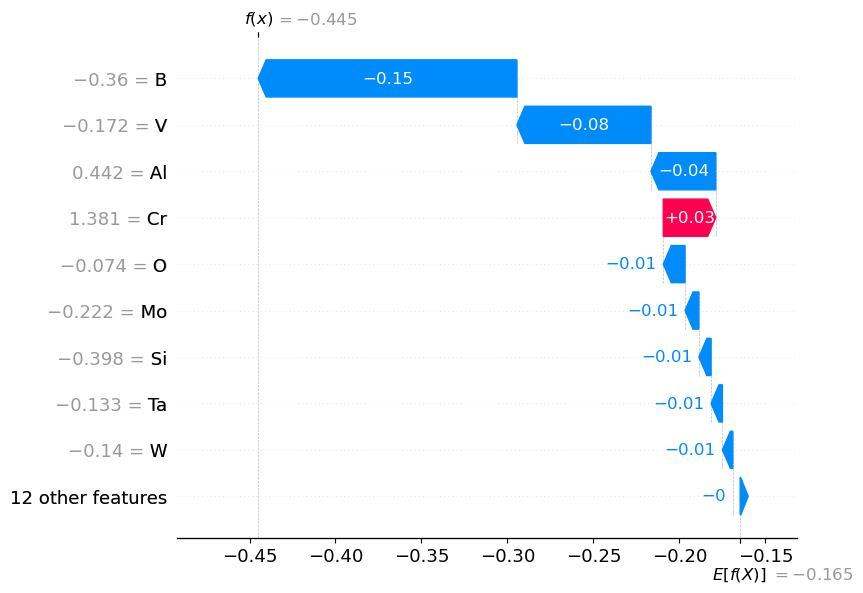 f(x) = −0.445
−0.36 = B
−0.15
−0.172 = V
−0.08
0.442 = Al
−0.04
1.381 = Cr
+0.03
−0.074 = O
−0.01
−0.222 = Mo
−0.01
−0.398 = Si
−0.01
−0.133 = Ta
−0.01
−0.14 = W
−0.01
12 other features
−0
−0.45 −0.40 −0.35 −0.30 −0.25 −0.20 −0.15
E[f(X)] = −0.165